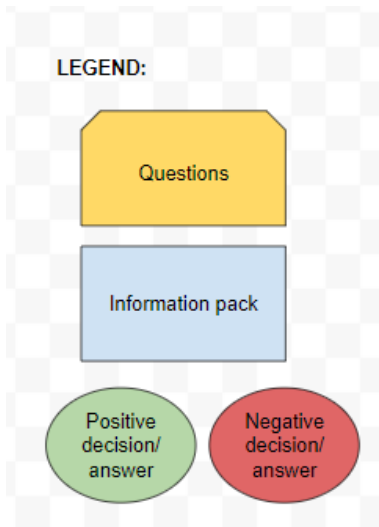 LEGEND:
Questions
Information pack
Positive
decision/
answer
Negative
decision/
answer